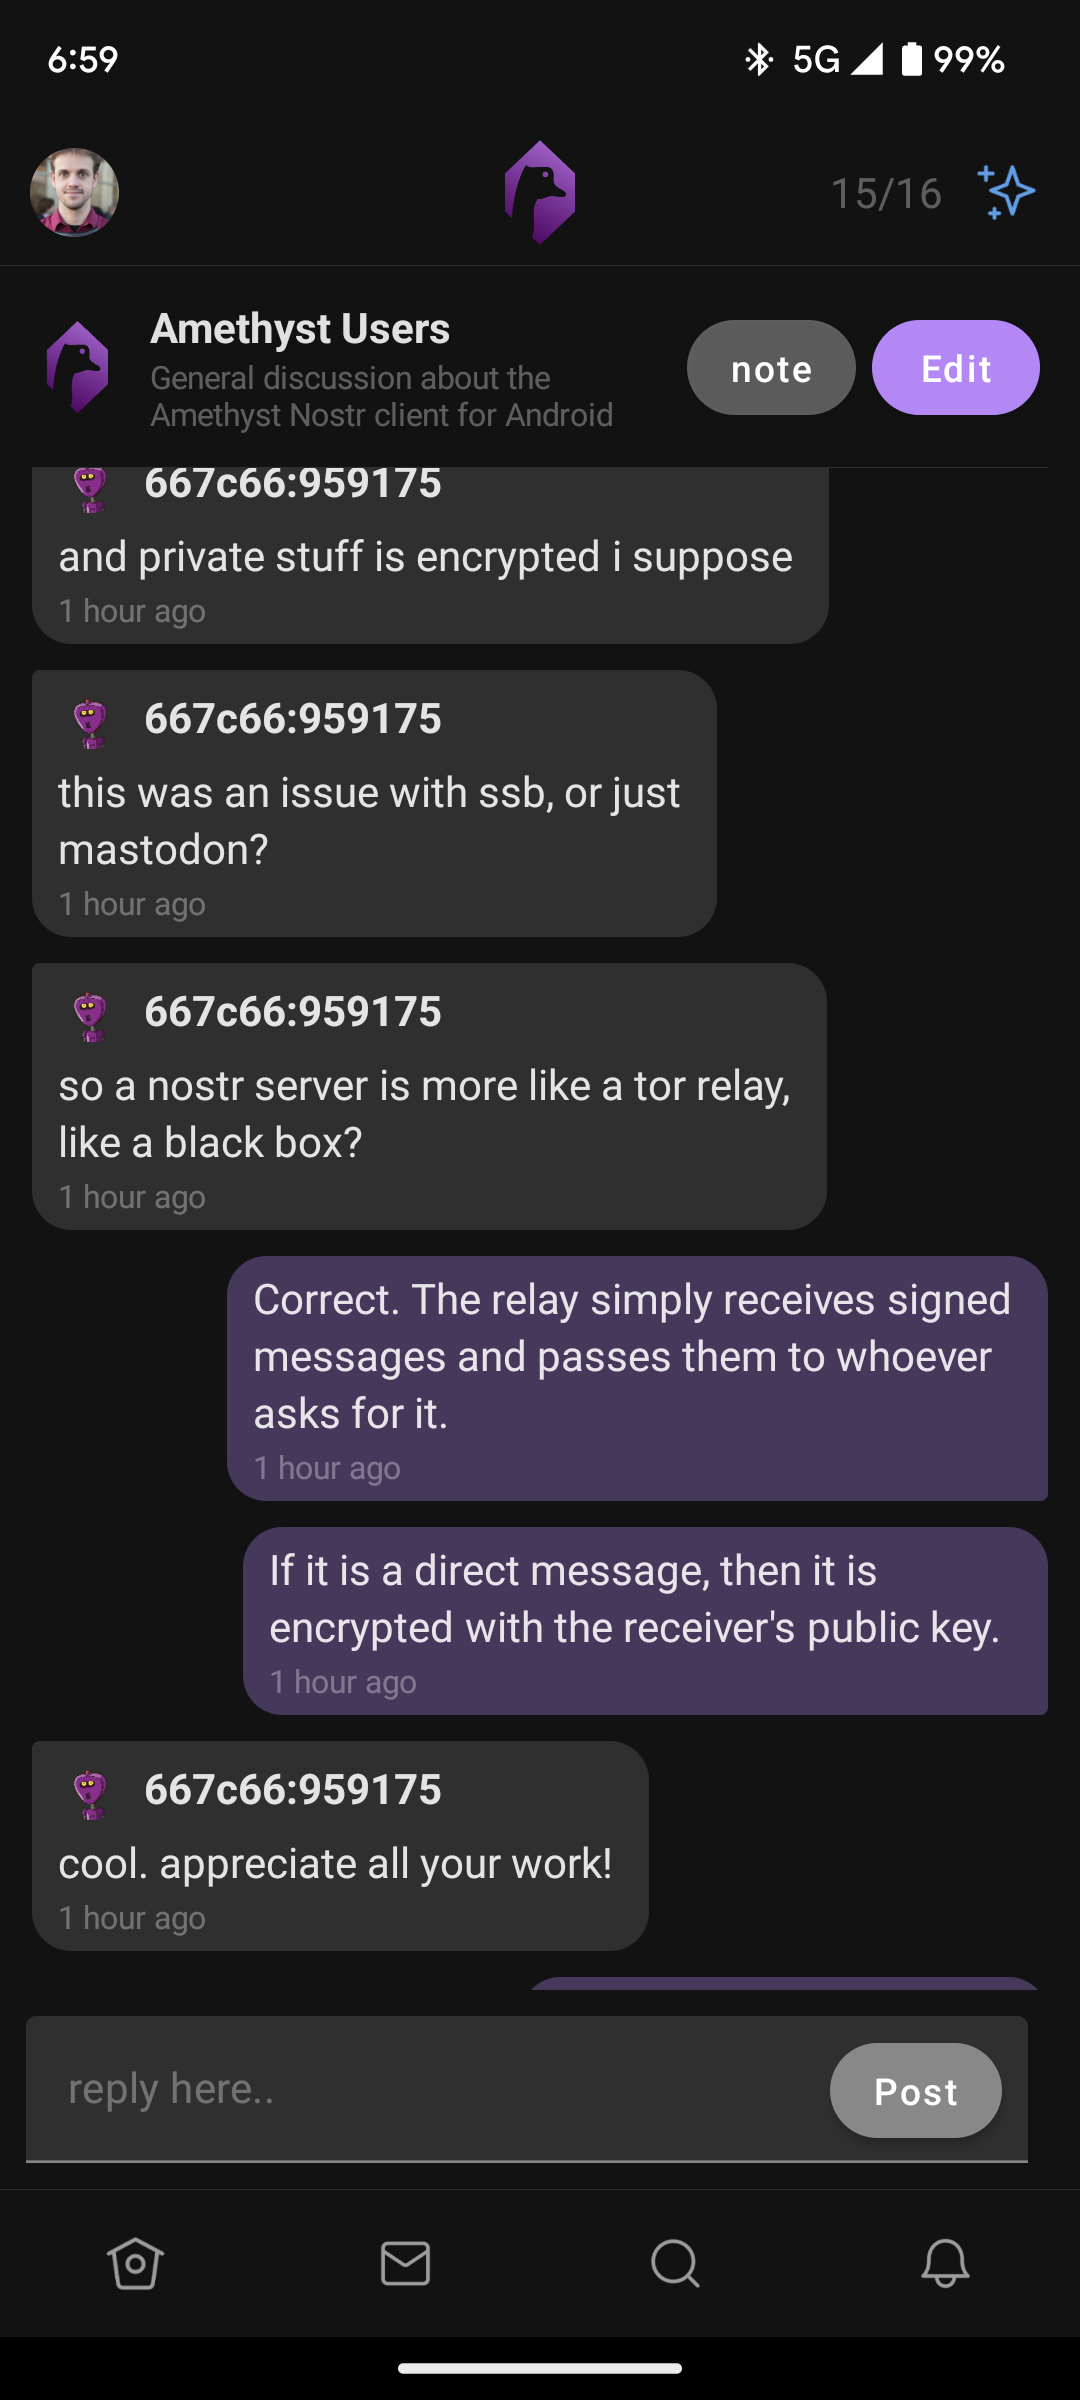 6:59
5G 99%
15/16
Amethyst Users
General discussion about the
Amethyst Nostr client for Android
note
Edit
667c66:959175
and private stuff is encrypted i suppose
1 hour ago
667c66:959175
this was an issue with ssb, or just
mastodon?
1 hour ago
667c66:959175
so a nostr server is more like a tor relay,
like a black box?
1 hour ago
Correct. The relay simply receives signed
messages and passes them to whoever
asks for it.
1 hour ago
If it is a direct message, then it is
encrypted with the receiver's public key.
1 hour ago
667c66:959175
cool. appreciate all your work!
1 hour ago
reply here..
Post